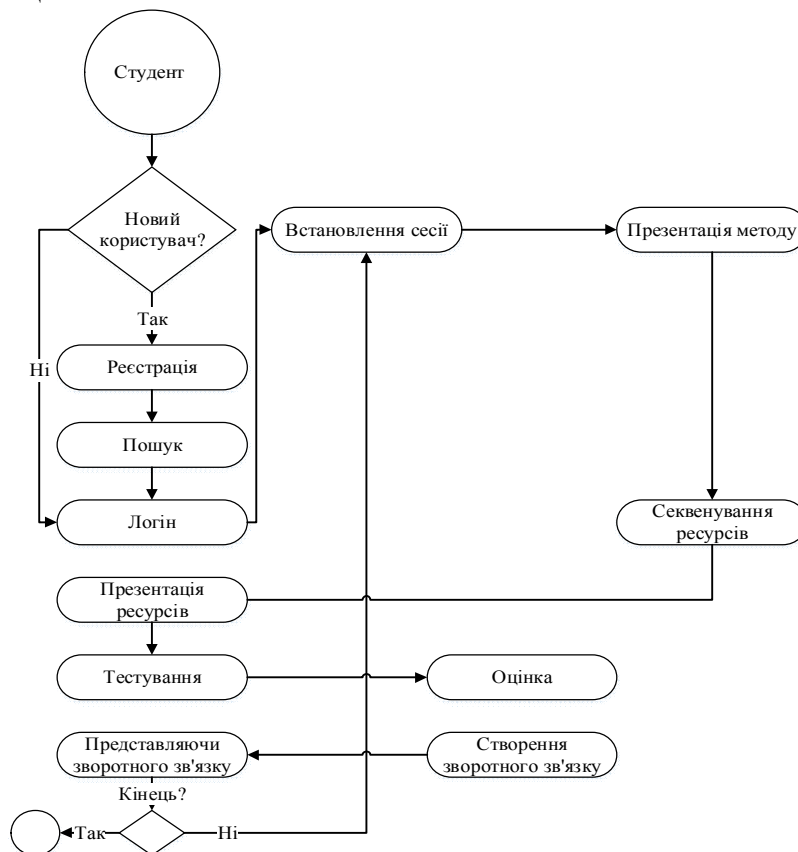 Студент
Новий
користувач?
Встановлення сесії
Презентація методу
Так
Ні
Реєстрація
Пошук
Логін
Секвенування
ресурсів
Презентація
ресурсів
Тестування
Оцінка
Представляючи
зворотного зв'язку
Створення
зворотного зв'язку
Кінець?
Так
Ні